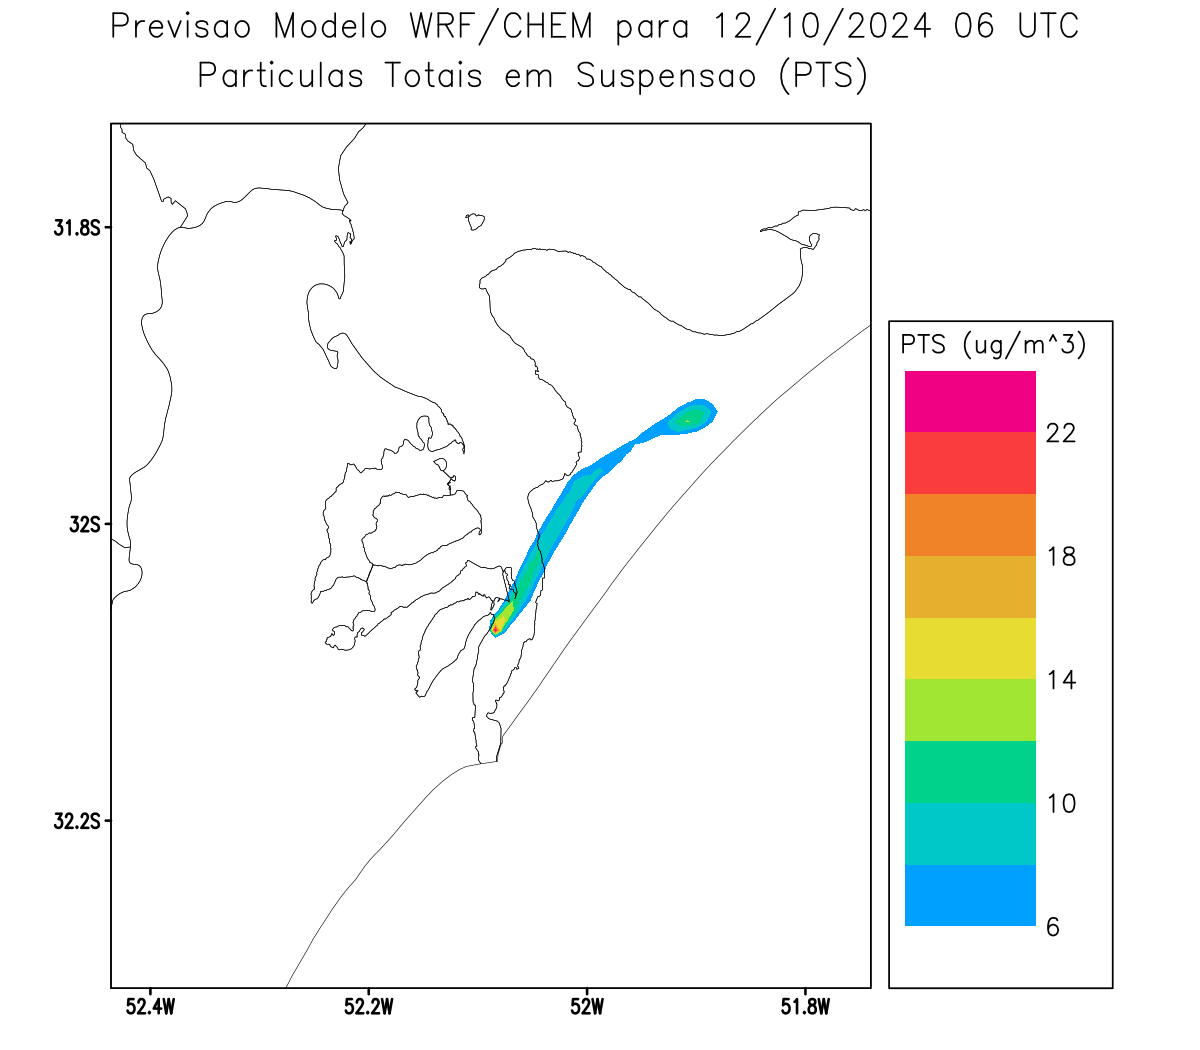 Previsao Modelo WRF/CHEM para 12/10/2024 06 UTC
Particulas Totais em Suspensao (PTS)
31.8S
32S
32.2S
52.4W
52.2W
52W
51.8W
PTS (ug/m^3)
22
18
14
10
6